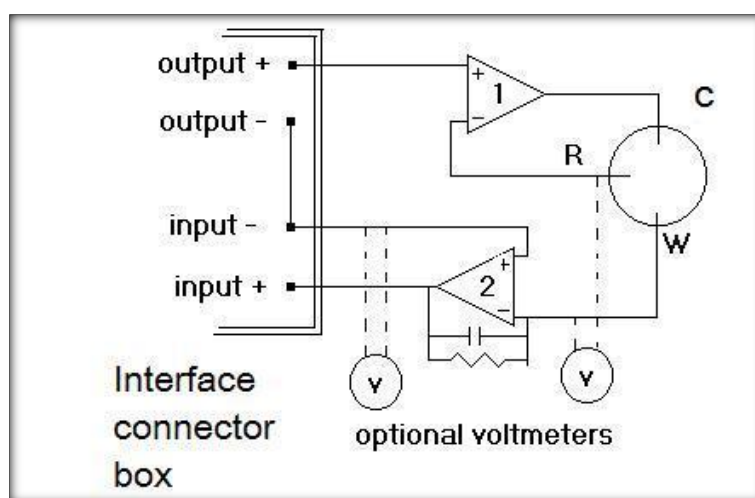 output +
output -
input -
input +
+
1
-
C
R
W
+
2
-
v
v
Interface
connector
box
optional voltmeters